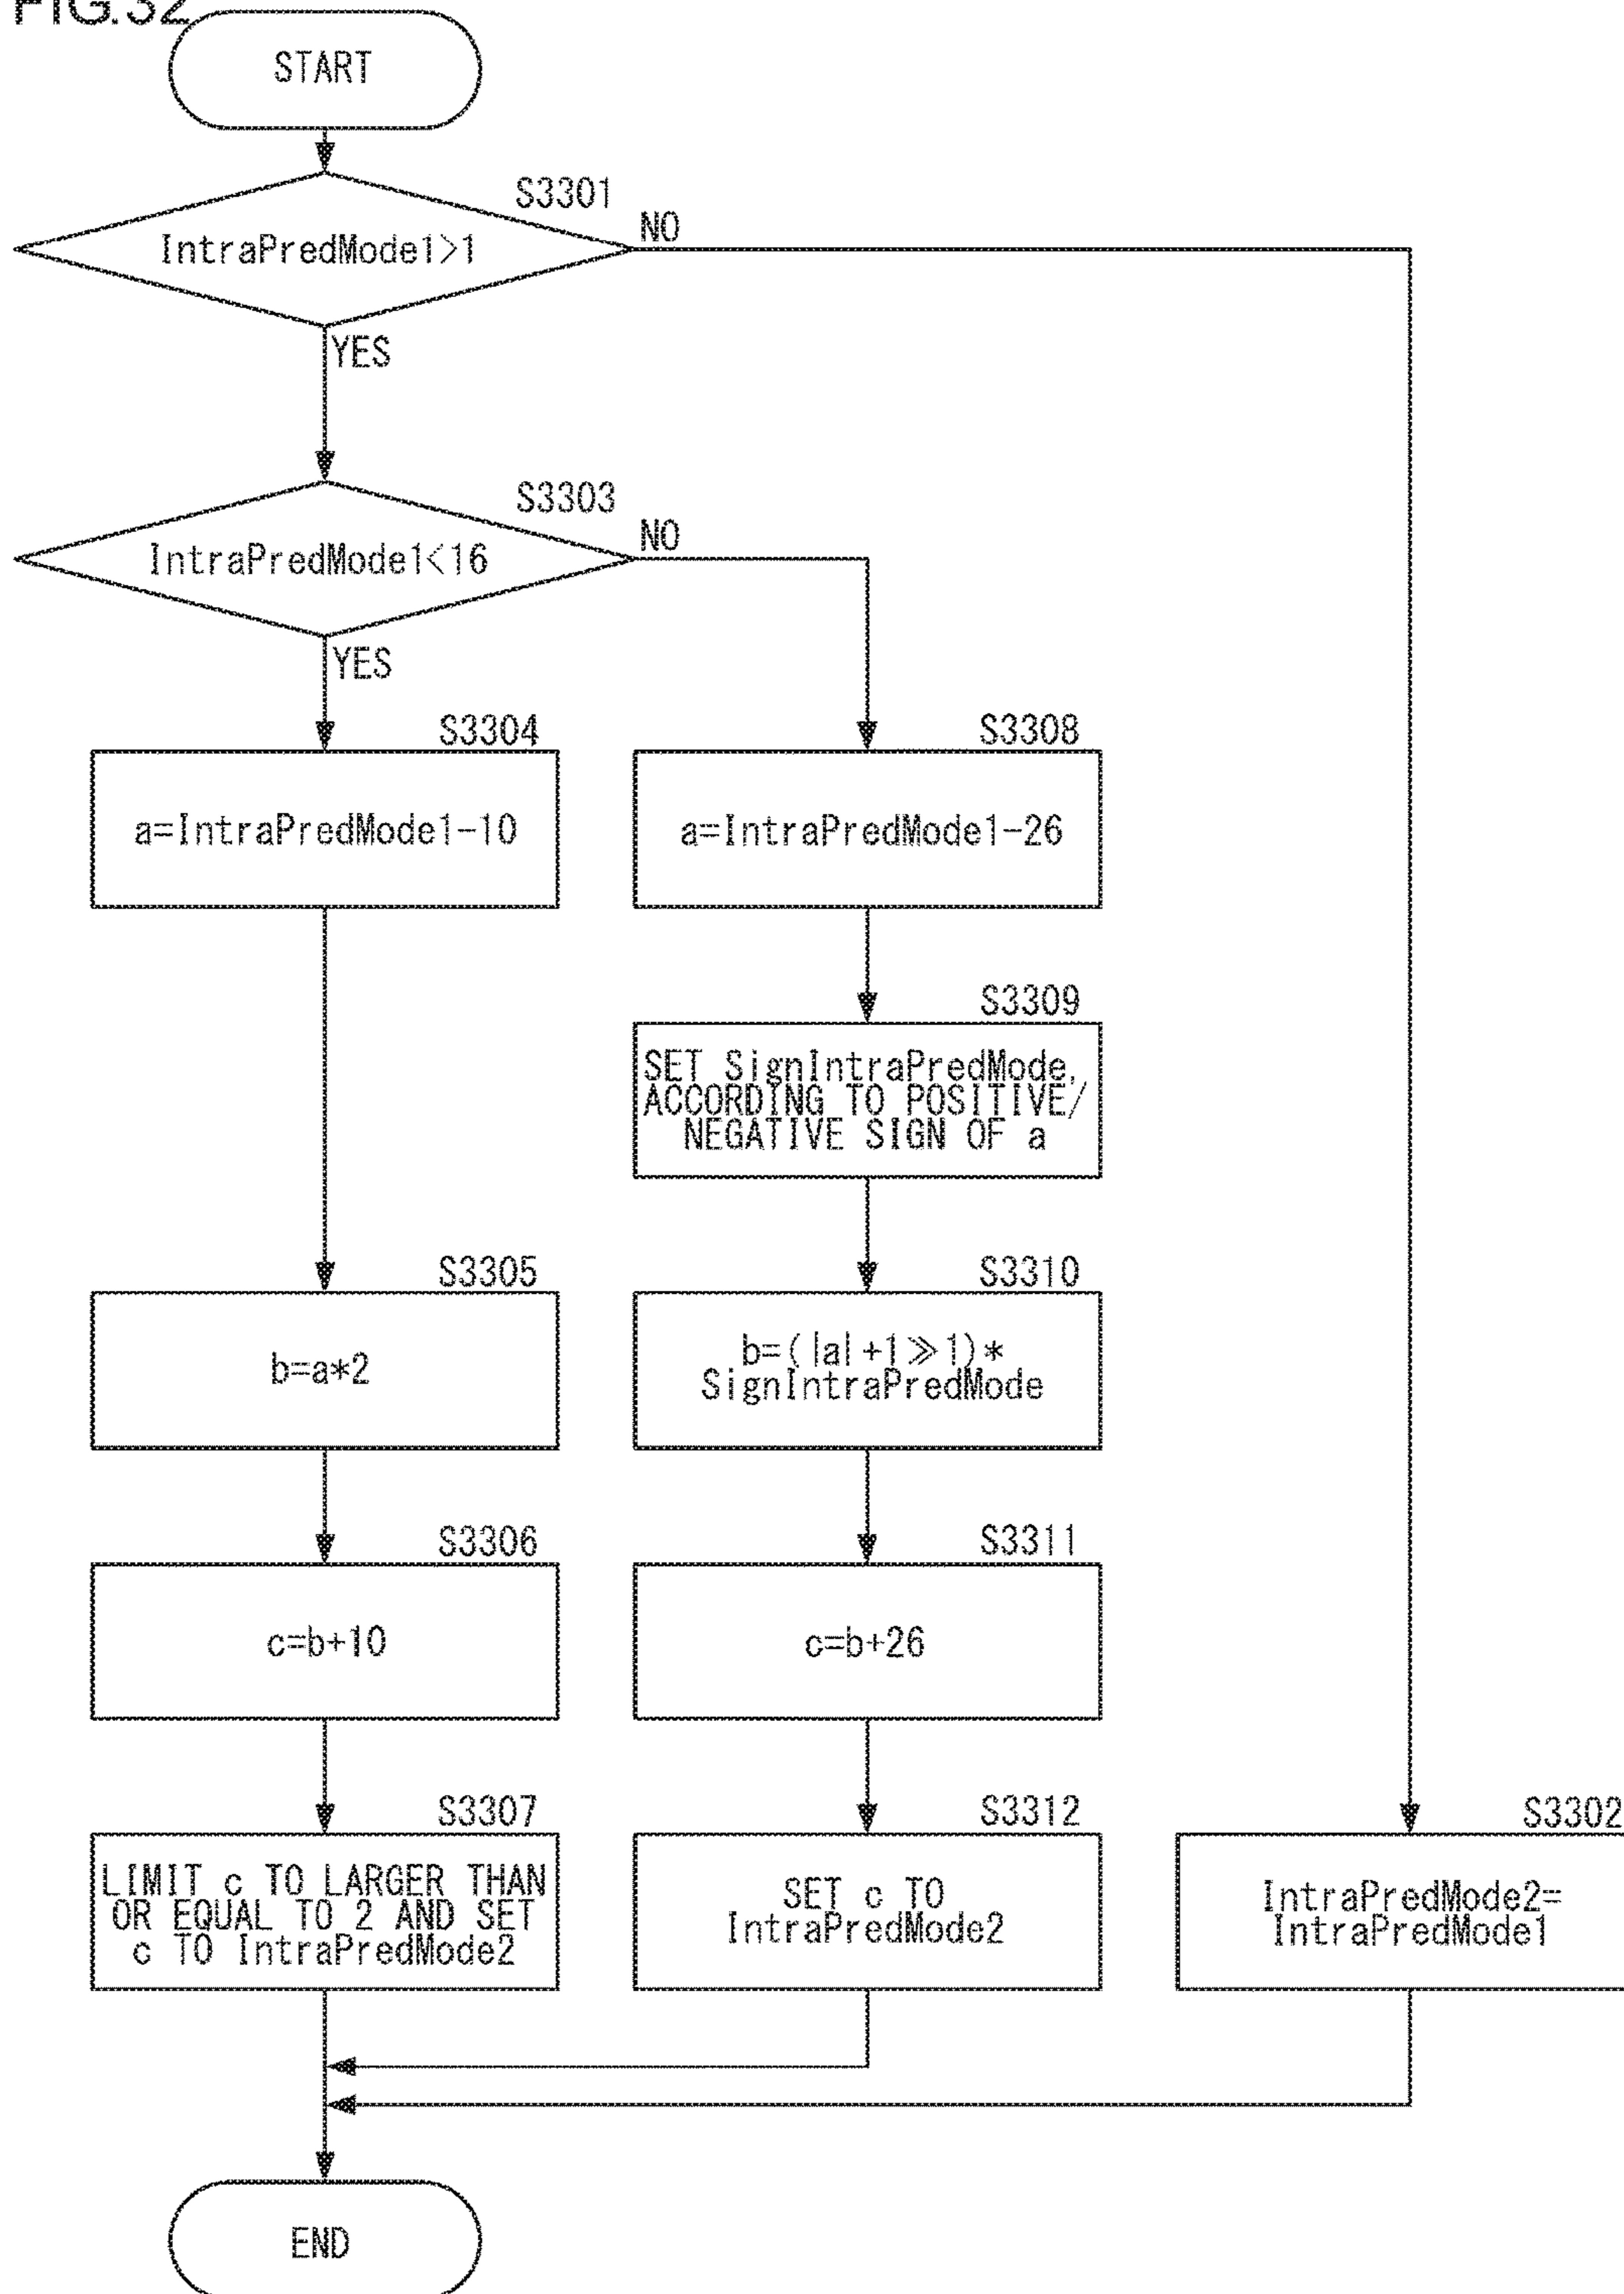 FIG.32
START
S3301
IntraPredMode1>1
NO
YES
S3303
IntraPredMode1<16
NO
YES
S3304
a=IntraPredMode1-10
S3308
a=IntraPredMode1-26
S3309
SET SignIntraPredMode,
ACCORDING TO POSITIVE/
NEGATIVE SIGN OF a
S3305
b=a*2
S3310
b=(|a|+1≫1)*
SignIntraPredMode
S3306
c=b+10
S3311
c=b+26
S3307
LIMIT c TO LARGER THAN
OR EQUAL TO 2 AND SET
c TO IntraPredMode2
S3312
SET c TO
IntraPredMode2
S3302
IntraPredMode2=
IntraPredMode1
END